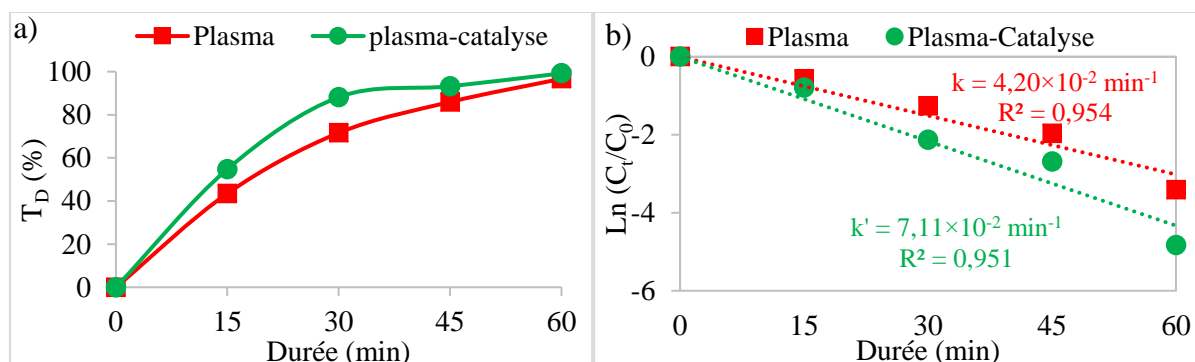 a)
Plasma
plasma-catalyse
100
80
60
40
20
0
T_D (%)
0 15 30 45 60
Durée (min)
b)
Plasma
Plasma-Catalyse
0
-2
-4
-6
Ln (C_t/C_0)
k = 4,20×10⁻² min⁻¹
R² = 0,954
k' = 7,11×10⁻² min⁻¹
R² = 0,951
0 15 30 45 60
Durée (min)